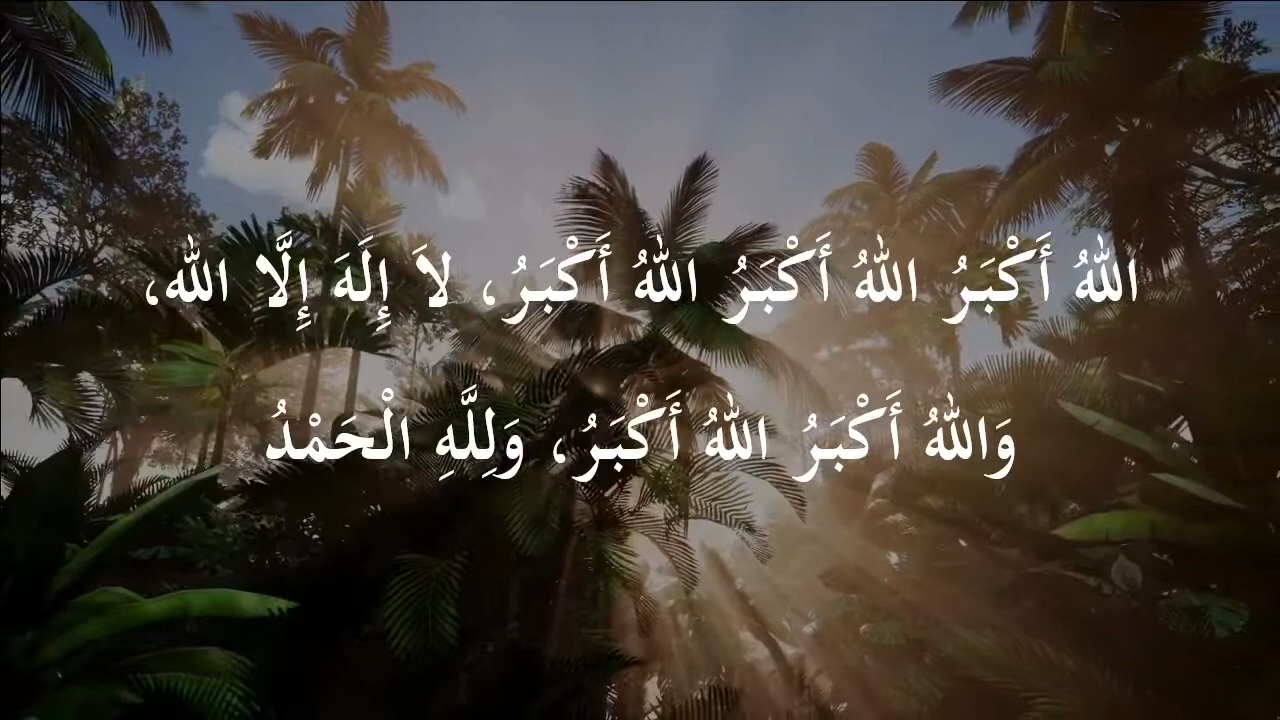 اللهُ أَكْبَرُ اللهُ أَكْبَرُ اللهُ أَكْبَرُ، لاَ إِلَهَ إِلَّا الله،
وَاللهُ أَكْبَرُ اللهُ أَكْبَرُ، وَلِلَّهِ الْحَمْدُ